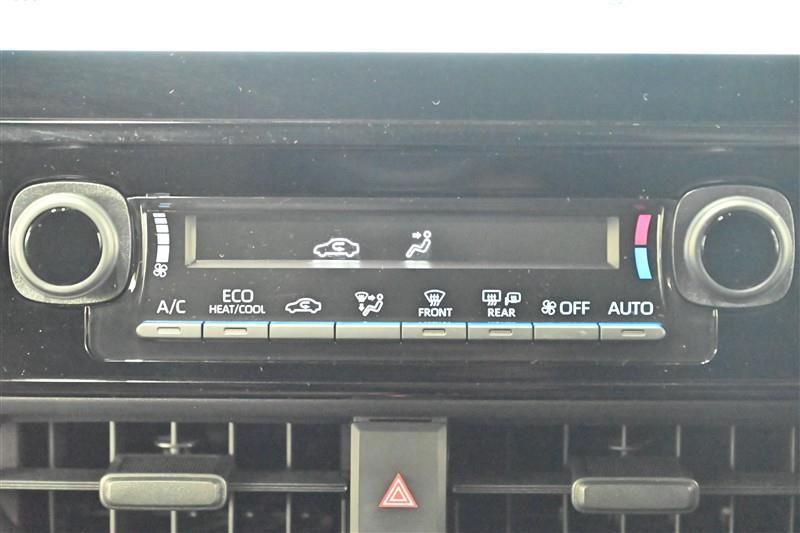 A/C
ECO
HEAT/COOL
FRONT
REAR
OFF
AUTO